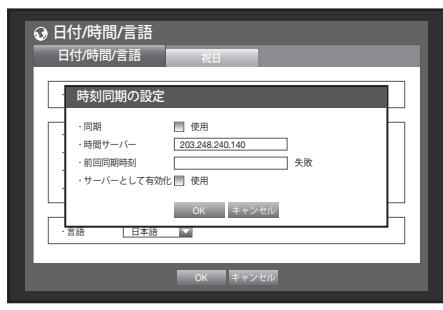 日付/時間/言語
日付/時間/言語 祝日
時刻同期の設定
・同期 使用
・時間サーバー 203.248.240.140
・前回同期時刻 失敗
・サーバーとして有効化 使用
OK キャンセル
・言語 日本語
OK キャンセル